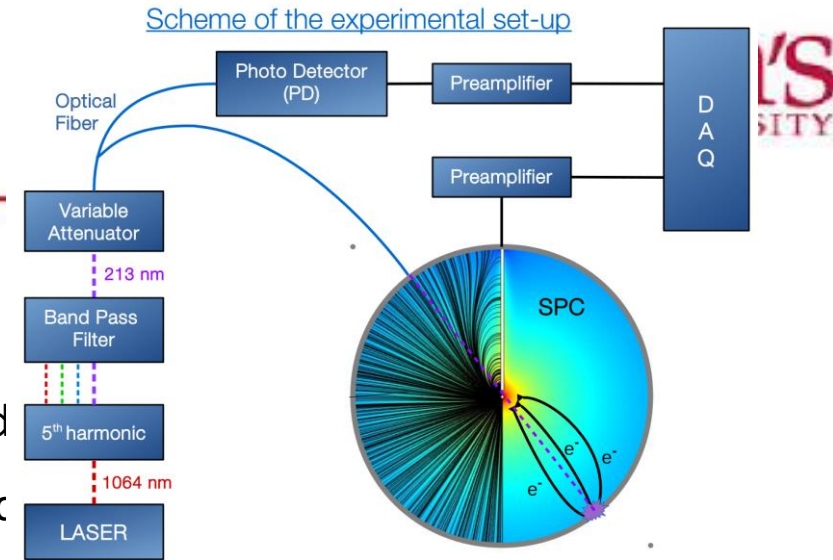 Scheme of the experimental set-up
Photo Detector
(PD)
Preamplifier
D
A
Q
'S
SITY
Optical
Fiber
Preamplifier
Variable
Attenuator
213 nm
SPC
Band Pass
Filter
5th harmonic
e-
e-
e-
1064 nm
LASER